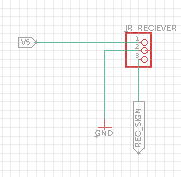 IR_RECIEVER
V5
1
2
3
GND
REC_SIGN